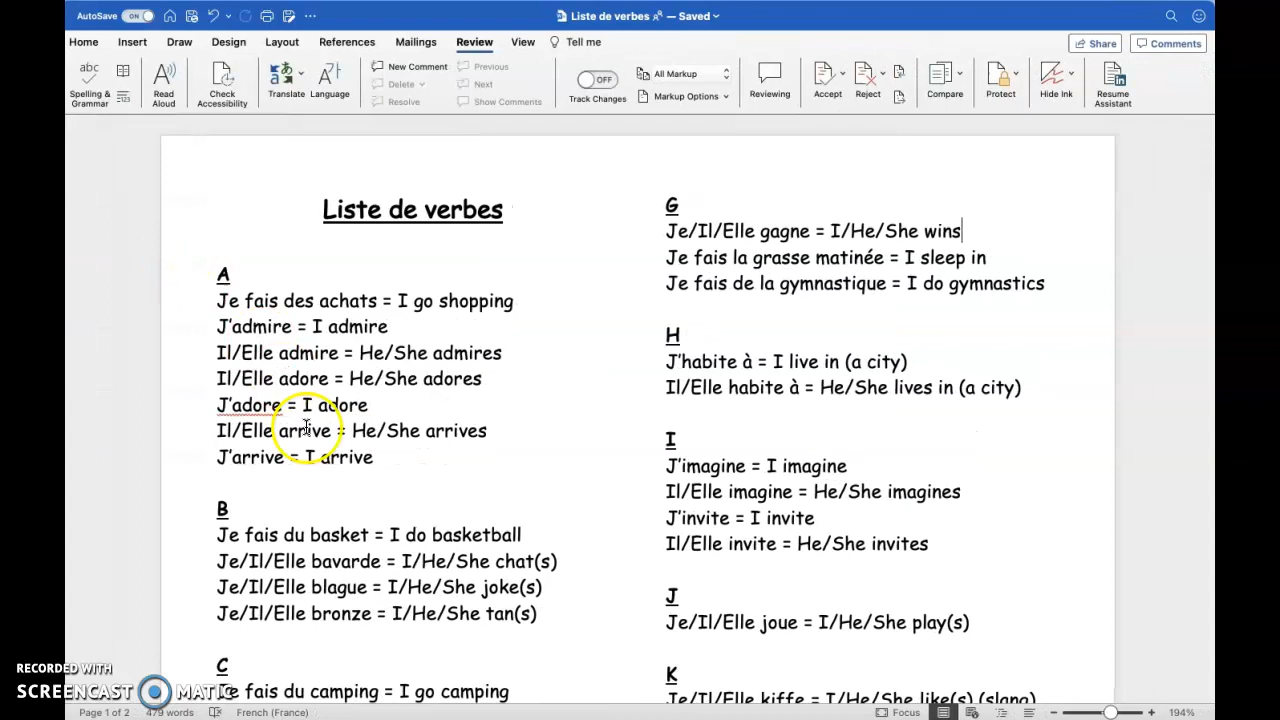 AutoSave ON Liste de verbes — Saved
Home Insert Draw Design Layout References Mailings Review View Tell me Share Comments
abc Spelling & Grammar
Read Aloud
Check Accessibility
Translate Language
New Comment
Delete
Resolve
Previous
Next
Show Comments
OFF
Track Changes
All Markup
Markup Options
Reviewing
Accept Reject
Compare
Protect
Hide Ink
Resume Assistant
Liste de verbes
A
Je fais des achats = I go shopping
J'admire = I admire
Il/Elle admire = He/She admires
Il/Elle adore = He/She adores
J'adore = I adore
Il/Elle arrive = He/She arrives
J'arrive = I arrive
B
Je fais du basket = I do basketball
Je/Il/Elle bavarde = I/He/She chat(s)
Je/Il/Elle blague = I/He/She joke(s)
Je/Il/Elle bronze = I/He/She tan(s)
C
Je fais du camping = I go camping
G
Je/Il/Elle gagne = I/He/She wins
Je fais la grasse matinée = I sleep in
Je fais de la gymnastique = I do gymnastics
H
J'habite à = I live in (a city)
Il/Elle habite à = He/She lives in (a city)
I
J'imagine = I imagine
Il/Elle imagine = He/She imagines
J'invite = I invite
Il/Elle invite = He/She invites
J
Je/Il/Elle joue = I/He/She play(s)
K
Je/Il/Elle kiffe = I/He/She like(s) (slang)
RECORDED WITH
SCREENCAST MATIC
Page 1 of 2 479 words French (France) Focus 194%